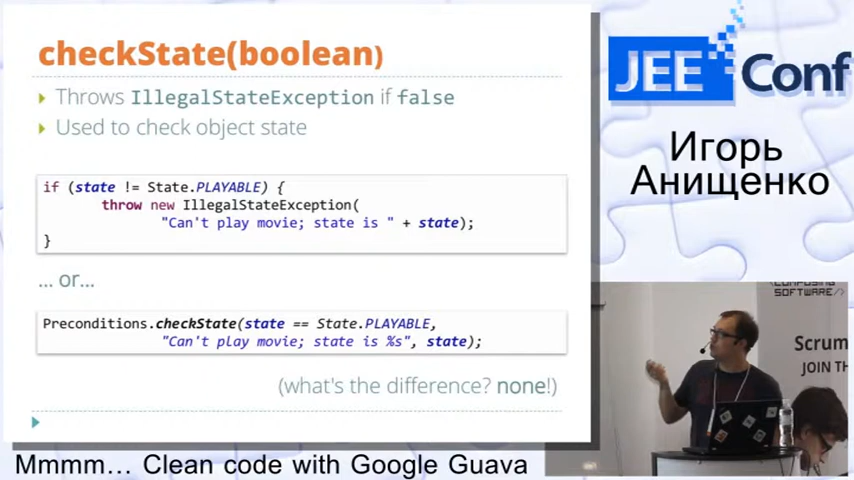 checkState(boolean)
Throws IllegalStateException if false
Used to check object state
if (state != State.PLAYABLE) {
throw new IllegalStateException(
"Can't play movie; state is " + state);
}
... or...
Preconditions.checkState(state == State.PLAYABLE,
"Can't play movie; state is %s", state);
(what's the difference? none!)
JEE Conf
Игорь
Анищенко
COMPOSING
SOFTWARE/>
Scrum
JOIN TH
Mmmm... Clean code with Google Guava